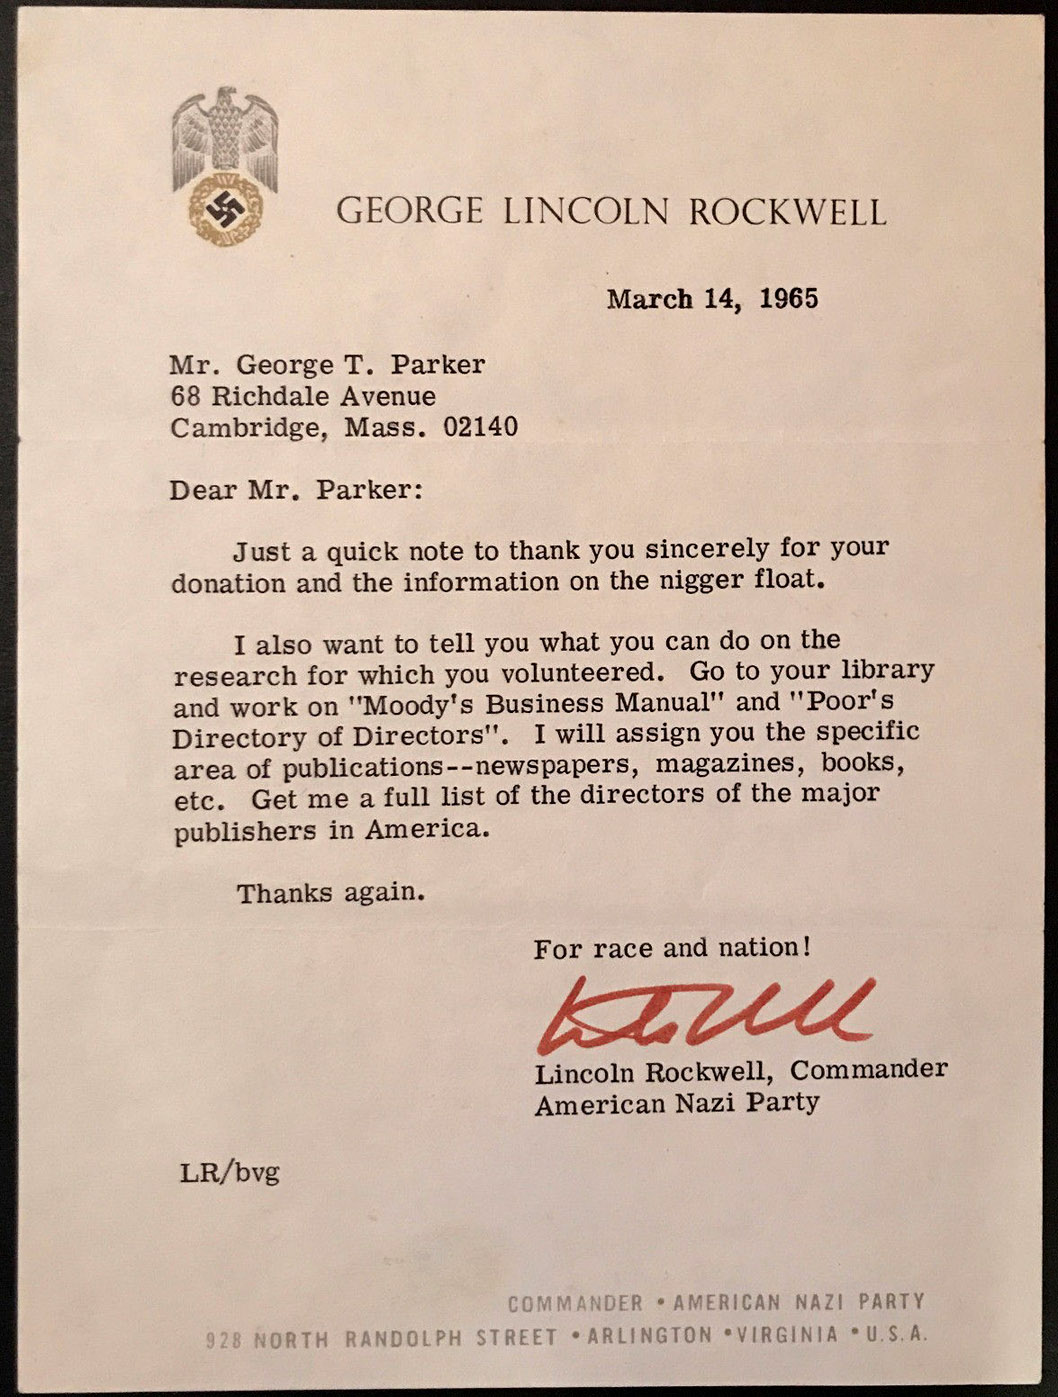 GEORGE LINCOLN ROCKWELL
March 14, 1965
Mr. George T. Parker
68 Richdale Avenue
Cambridge, Mass. 02140
Dear Mr. Parker:
Just a quick note to thank you sincerely for your
donation and the information on the nigger float.
I also want to tell you what you can do on the
research for which you volunteered. Go to your library
and work on "Moody's Business Manual" and "Poor's
Directory of Directors". I will assign you the specific
area of publications--newspapers, magazines, books,
etc. Get me a full list of the directors of the major
publishers in America.
Thanks again.
For race and nation!
Lincoln Rockwell, Commander
American Nazi Party
LR/bvg
COMMANDER • AMERICAN NAZI PARTY
928 NORTH RANDOLPH STREET • ARLINGTON • VIRGINIA • U.S.A.